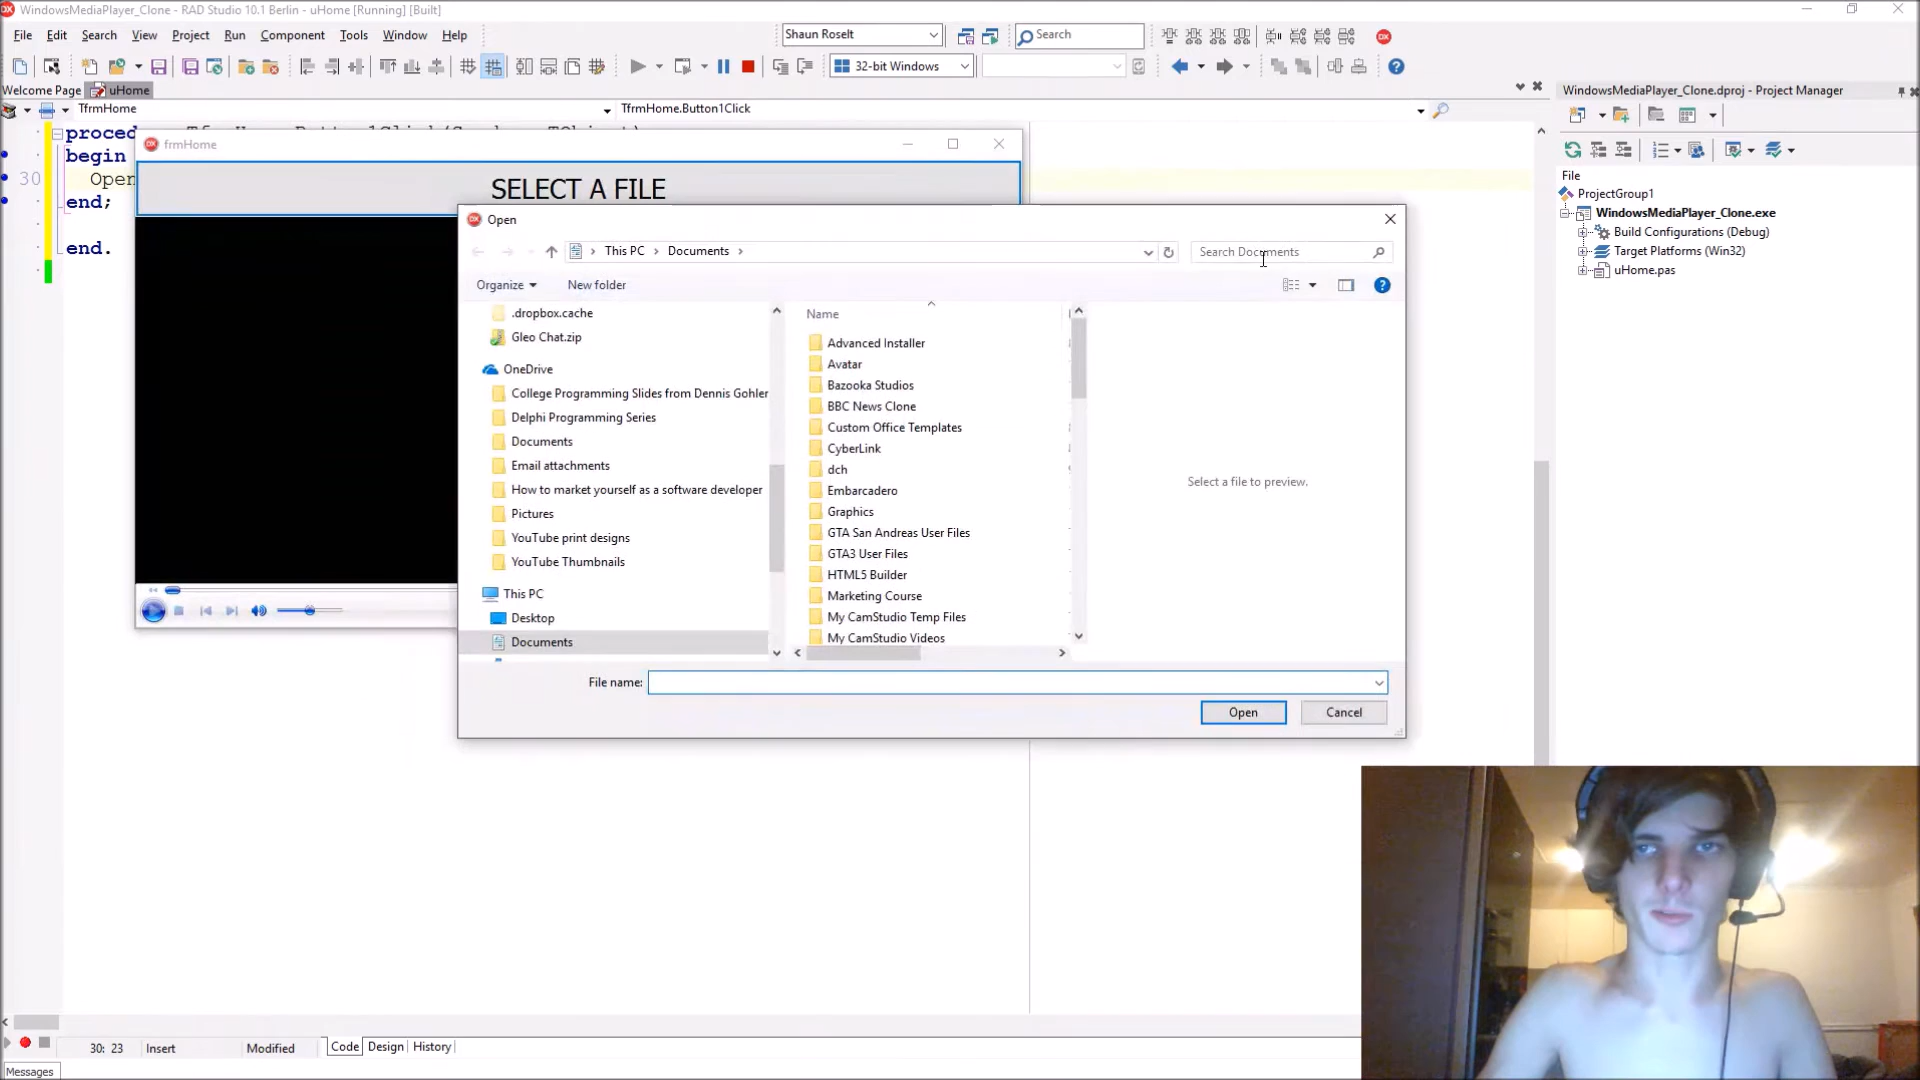 WindowsMediaPlayer_Clone - RAD Studio 10.1 Berlin - uHome [Running] [Built]
File Edit Search View Project Run Component Tools Window Help
Shaun Roselt
Search
32-bit Windows
Welcome Page uHome
WindowsMediaPlayer_Clone.dproj - Project Manager
TfrmHome
TfrmHome.Button1Click
File
ProjectGroup1
WindowsMediaPlayer_Clone.exe
Build Configurations (Debug)
Target Platforms (Win32)
uHome.pas
begin
30
Open
end;
end.
frmHome
SELECT A FILE
Open
This PC > Documents >
Search Documents
Organize
New folder
.dropbox.cache
Gleo Chat.zip
OneDrive
College Programming Slides from Dennis Gohler
Delphi Programming Series
Documents
Email attachments
How to market yourself as a software developer
Pictures
YouTube print designs
YouTube Thumbnails
This PC
Desktop
Documents
Name
Advanced Installer
Avatar
Bazooka Studios
BBC News Clone
Custom Office Templates
CyberLink
dch
Embarcadero
Graphics
GTA San Andreas User Files
GTA3 User Files
HTML5 Builder
Marketing Course
My CamStudio Temp Files
My CamStudio Videos
Select a file to preview.
File name:
Open
Cancel
30: 23
Insert
Modified
Code Design History
Messages